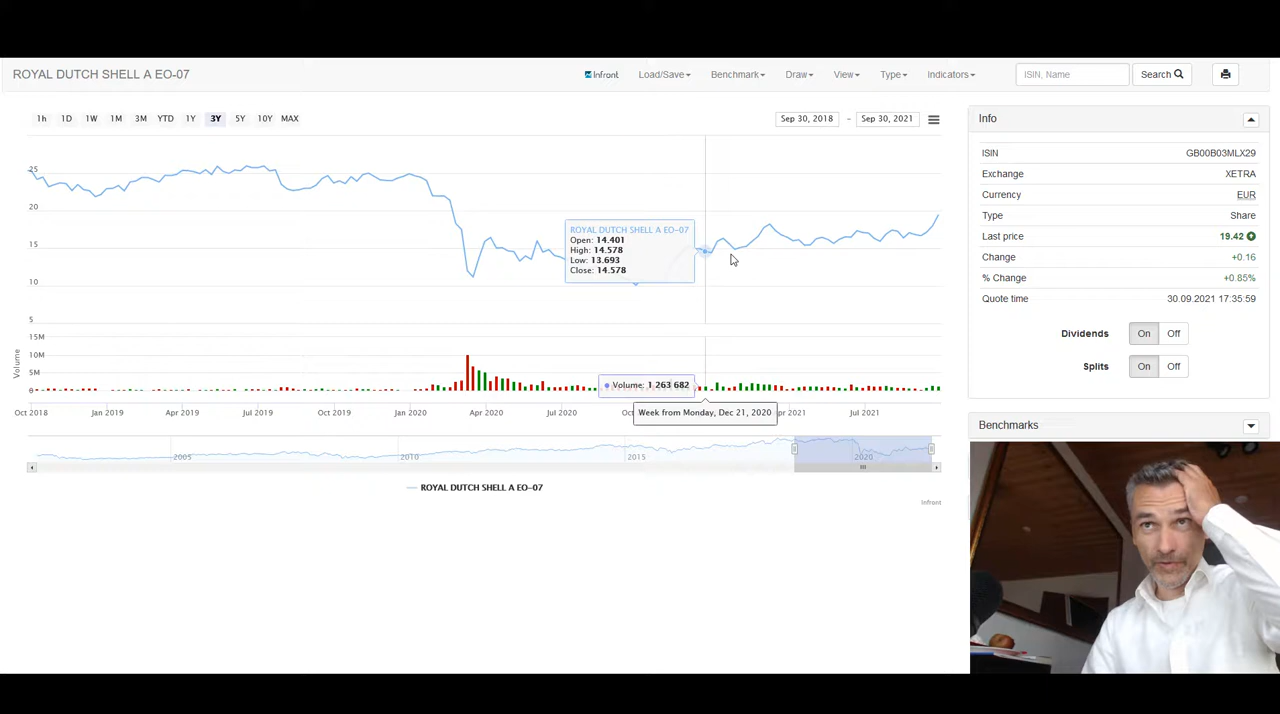 ROYAL DUTCH SHELL A EO-07
Infront
Load/Save
Benchmark
Draw
View
Type
Indicators
ISIN, Name
Search
1h 1D 1W 1M 3M YTD 1Y 3Y 5Y 10Y MAX
Sep 30, 2018 – Sep 30, 2021
25
20
15
10
5
ROYAL DUTCH SHELL A EO-07
Open: 14.401
High: 14.578
Low: 13.693
Close: 14.578
Volume
15M
10M
5M
0
Volume: 1 263 682
Oct 2018 Jan 2019 Apr 2019 Jul 2019 Oct 2019 Jan 2020 Apr 2020 Jul 2020 Apr 2021 Jul 2021
Week from Monday, Dec 21, 2020
2005 2010 2015 2020
ROYAL DUTCH SHELL A EO-07
Infront
Info
ISIN GB00B03MLX29
Exchange XETRA
Currency EUR
Type Share
Last price 19.42
Change +0.16
% Change +0.85%
Quote time 30.09.2021 17:35:59
Dividends On Off
Splits On Off
Benchmarks